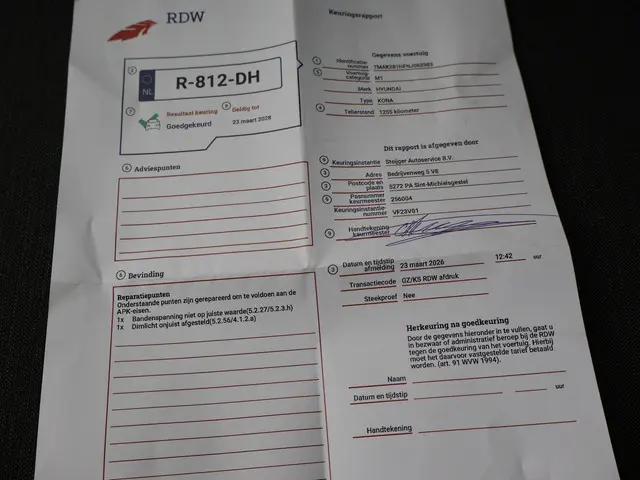 RDW
Keuringsrapport
R-812-DH
NL
Resultaat keuring
Goedgekeurd
Geldig tot
23 maart 2028
Gegevens voertuig
Identificatienummer
Voertuigcategorie M1
Merk HYUNDAI
Type KONA
Tellerstand 1255 kilometer
Adviespunten
Dit rapport is afgegeven door
Keuringsinstantie Steijger Autoservice B.V.
Adres Bedrijvenweg 5 V8
Postcode en plaats 5272 PA Sint-Michielsgestel
Pasnummer keurmeester 256004
Keuringsinstantie-nummer VF23V01
Handtekening keurmeester
Bevinding
Reparatiepunten
Onderstaande punten zijn gerepareerd om te voldoen aan de
APK-eisen.
1x Bandenspanning niet op juiste waarde(5.2.27/5.2.3.h)
1x Dimlicht onjuist afgesteld(5.2.56/4.1.2.a)
Datum en tijdstip afmelding 23 maart 2026 12:42 uur
Transactiecode GZ/KS RDW afdruk
Steekproef Nee
Herkeuring na goedkeuring
Door de gegevens hieronder in te vullen, gaat u
in bezwaar of administratief beroep bij de RDW
tegen de goedkeuring van het voertuig. Hierbij
moet het daarvoor vastgestelde tarief betaald
worden. (art. 91 WVW 1994).
Naam
Datum en tijdstip uur
Handtekening